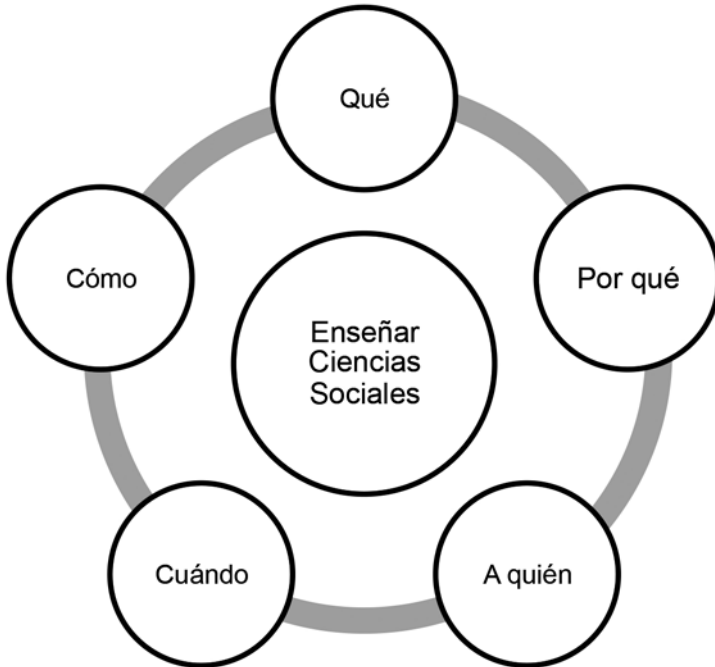 Qué
Por qué
A quién
Cuándo
Cómo
Enseñar
Ciencias
Sociales